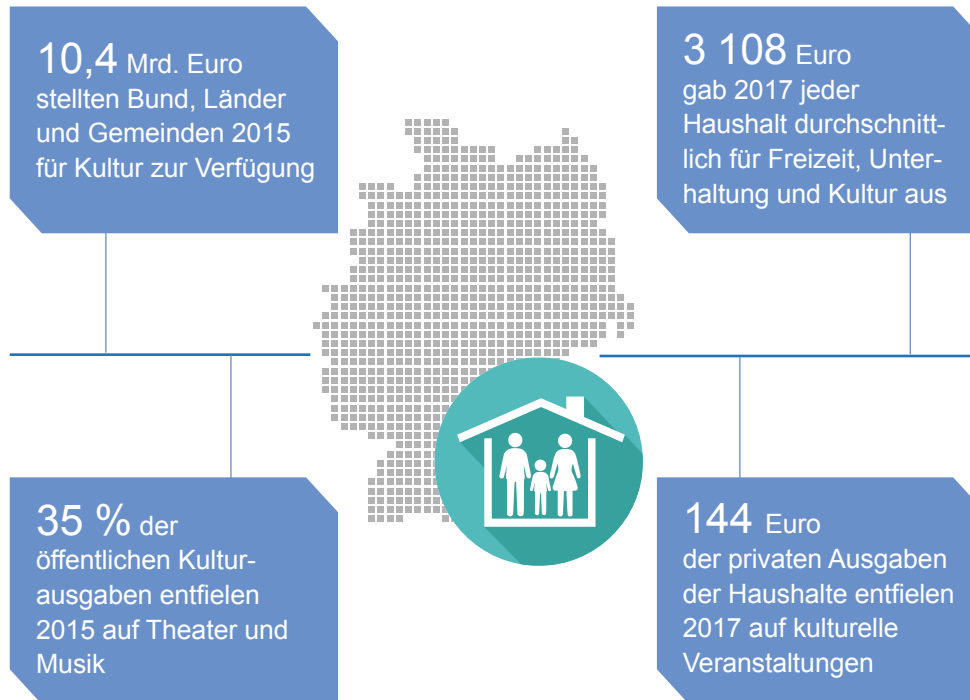 10,4 Mrd. Euro
stellten Bund, Länder
und Gemeinden 2015
für Kultur zur Verfügung
3 108 Euro
gab 2017 jeder
Haushalt durchschnitt-
lich für Freizeit, Unter-
haltung und Kultur aus
35 % der
öffentlichen Kultur-
ausgaben entfielen
2015 auf Theater und
Musik
144 Euro
der privaten Ausgaben
der Haushalte entfielen
2017 auf kulturelle
Veranstaltungen